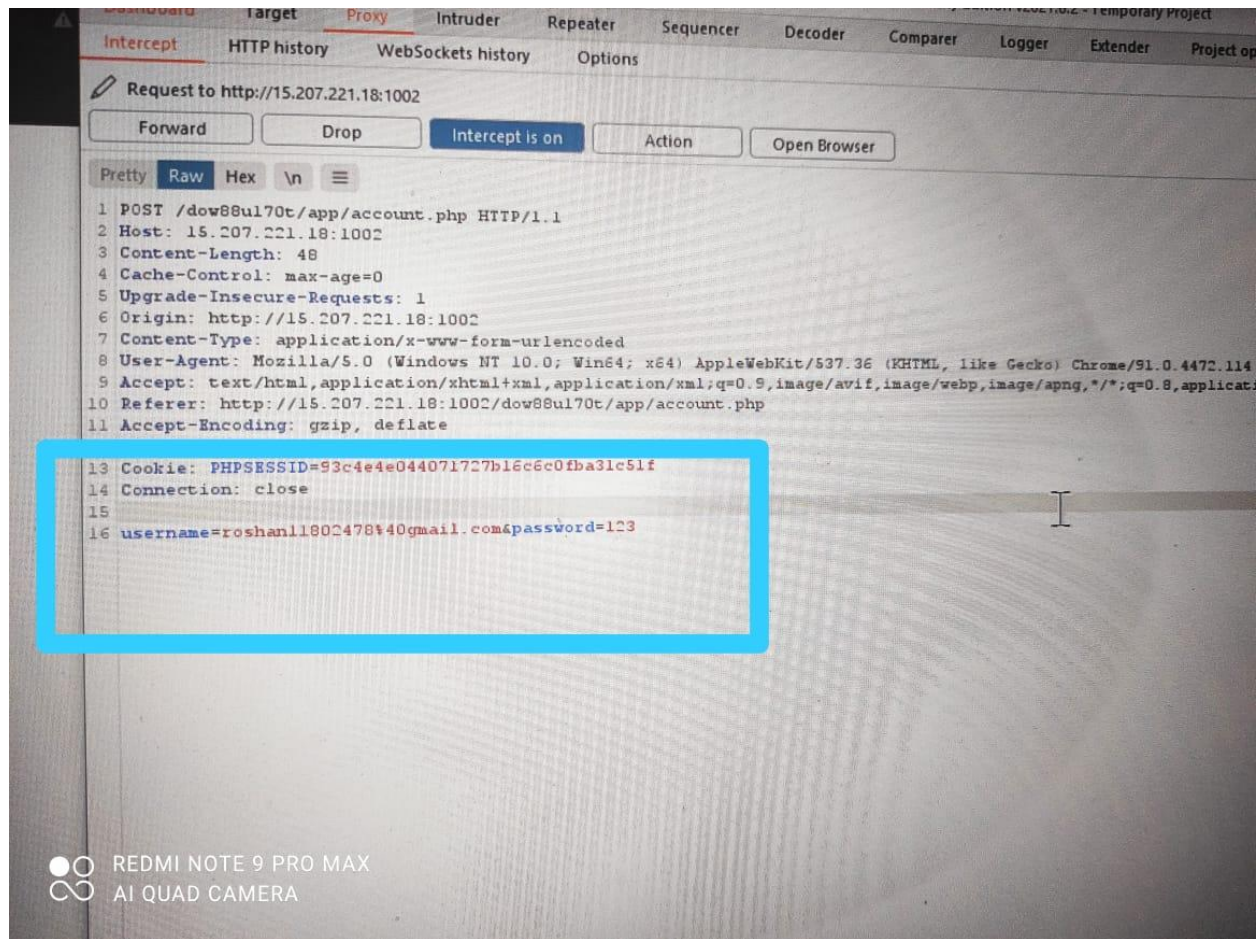 Dashboard Target Proxy Intruder Repeater Sequencer Decoder Comparer Logger Extender Project op
Temporary Project
Intercept HTTP history WebSockets history Options
Request to http://15.207.221.18:1002
Forward Drop Intercept is on Action Open Browser
Pretty Raw Hex \n ☰
1 POST /dow88ul70t/app/account.php HTTP/1.1
2 Host: 15.207.221.18:1002
3 Content-Length: 48
4 Cache-Control: max-age=0
5 Upgrade-Insecure-Requests: 1
6 Origin: http://15.207.221.18:1002
7 Content-Type: application/x-www-form-urlencoded
8 User-Agent: Mozilla/5.0 (Windows NT 10.0; Win64; x64) AppleWebKit/537.36 (KHTML, like Gecko) Chrome/91.0.4472.114
9 Accept: text/html,application/xhtml+xml,application/xml;q=0.9,image/avif,image/webp,image/apng,*/*;q=0.8,applicati
10 Referer: http://15.207.221.18:1002/dow88ul70t/app/account.php
11 Accept-Encoding: gzip, deflate
13 Cookie: PHPSESSID=93c4e4e044071727b16c6c0fba31c51f
14 Connection: close
15
16 username=roshan11802478%40gmail.com&password=123
REDMI NOTE 9 PRO MAX
AI QUAD CAMERA